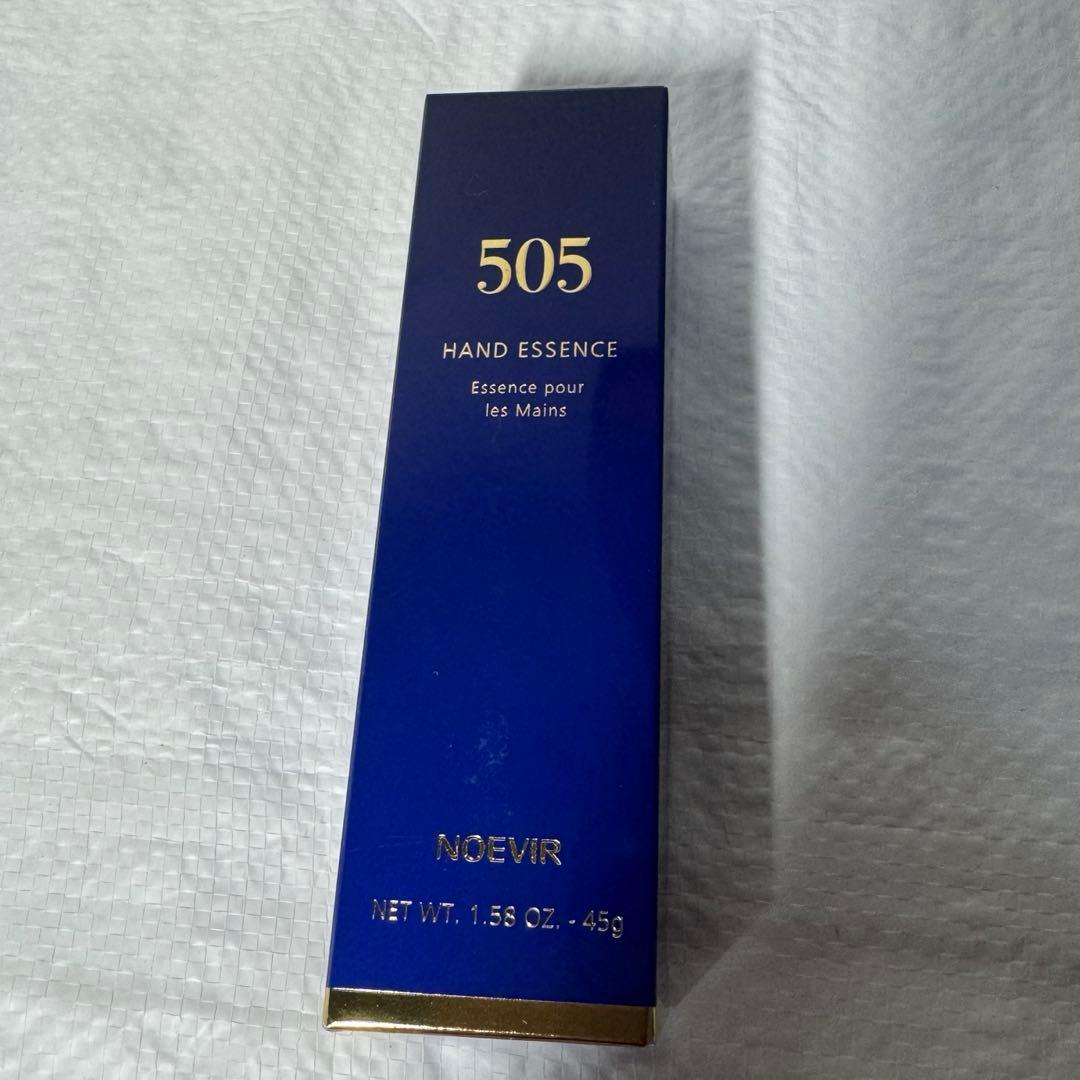 505
HAND ESSENCE
Essence pour
les Mains
NOEVIR
NET WT. 1.58 OZ. - 45g